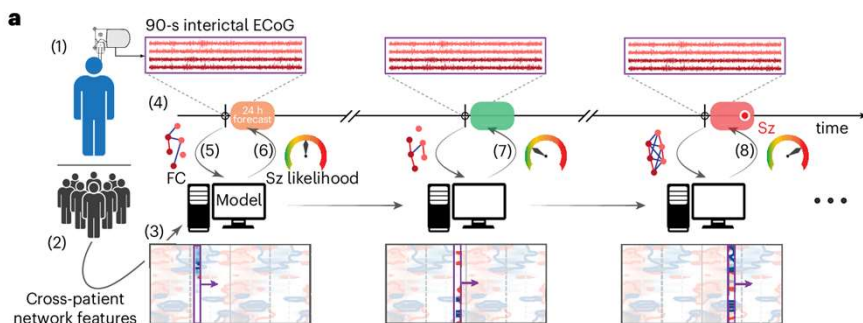 a
(1)
90-s interictal ECoG
(4)
24 h
forecast
Sz
time
(5)
(6)
(7)
(8)
FC
Sz likelihood
Model
(2)
(3)
Cross-patient
network features